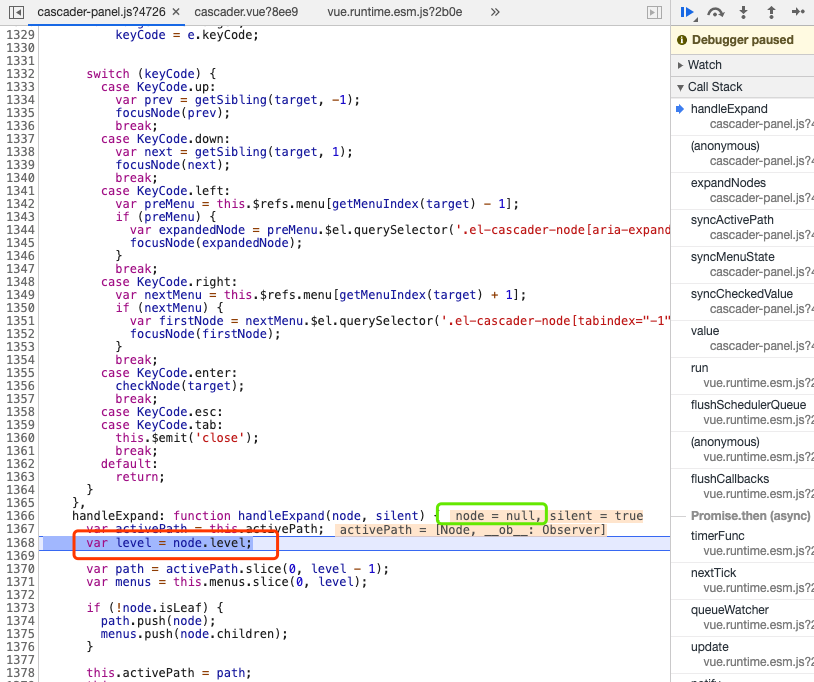 cascader-panel.js?4726 × cascader.vue?8ee9 vue.runtime.esm.js?2b0e »
1329 keyCode = e.keyCode;
1330
1331
1332 switch (keyCode) {
1333 case KeyCode.up:
1334 var prev = getSibling(target, -1);
1335 focusNode(prev);
1336 break;
1337 case KeyCode.down:
1338 var next = getSibling(target, 1);
1339 focusNode(next);
1340 break;
1341 case KeyCode.left:
1342 var preMenu = this.$refs.menu[getMenuIndex(target) - 1];
1343 if (preMenu) {
1344 var expandedNode = preMenu.$el.querySelector('.el-cascader-node[aria-expand
1345 focusNode(expandedNode);
1346 }
1347 break;
1348 case KeyCode.right:
1349 var nextMenu = this.$refs.menu[getMenuIndex(target) + 1];
1350 if (nextMenu) {
1351 var firstNode = nextMenu.$el.querySelector('.el-cascader-node[tabindex="-1"
1352 focusNode(firstNode);
1353 }
1354 break;
1355 case KeyCode.enter:
1356 checkNode(target);
1357 break;
1358 case KeyCode.esc:
1359 case KeyCode.tab:
1360 this.$emit('close');
1361 break;
1362 default:
1363 return;
1364 }
1365 },
1366 handleExpand: function handleExpand(node, silent) { node = null, silent = true
1367 var activePath = this.activePath; activePath = [Node, __ob__: Observer]
1368 var level = node.level;
1369
1370 var path = activePath.slice(0, level - 1);
1371 var menus = this.menus.slice(0, level);
1372
1373 if (!node.isLeaf) {
1374 path.push(node);
1375 menus.push(node.children);
1376 }
1377
1378 this.activePath = path;
Debugger paused
Watch
Call Stack
handleExpand
cascader-panel.js?4
(anonymous)
cascader-panel.js?4
expandNodes
cascader-panel.js?4
syncActivePath
cascader-panel.js?4
syncMenuState
cascader-panel.js?4
syncCheckedValue
cascader-panel.js?4
value
cascader-panel.js?4
run
vue.runtime.esm.js?2
flushSchedulerQueue
vue.runtime.esm.js?2
(anonymous)
vue.runtime.esm.js?2
flushCallbacks
vue.runtime.esm.js?2
Promise.then (async)
timerFunc
vue.runtime.esm.js?2
nextTick
vue.runtime.esm.js?2
queueWatcher
vue.runtime.esm.js?2
update
vue.runtime.esm.js?2